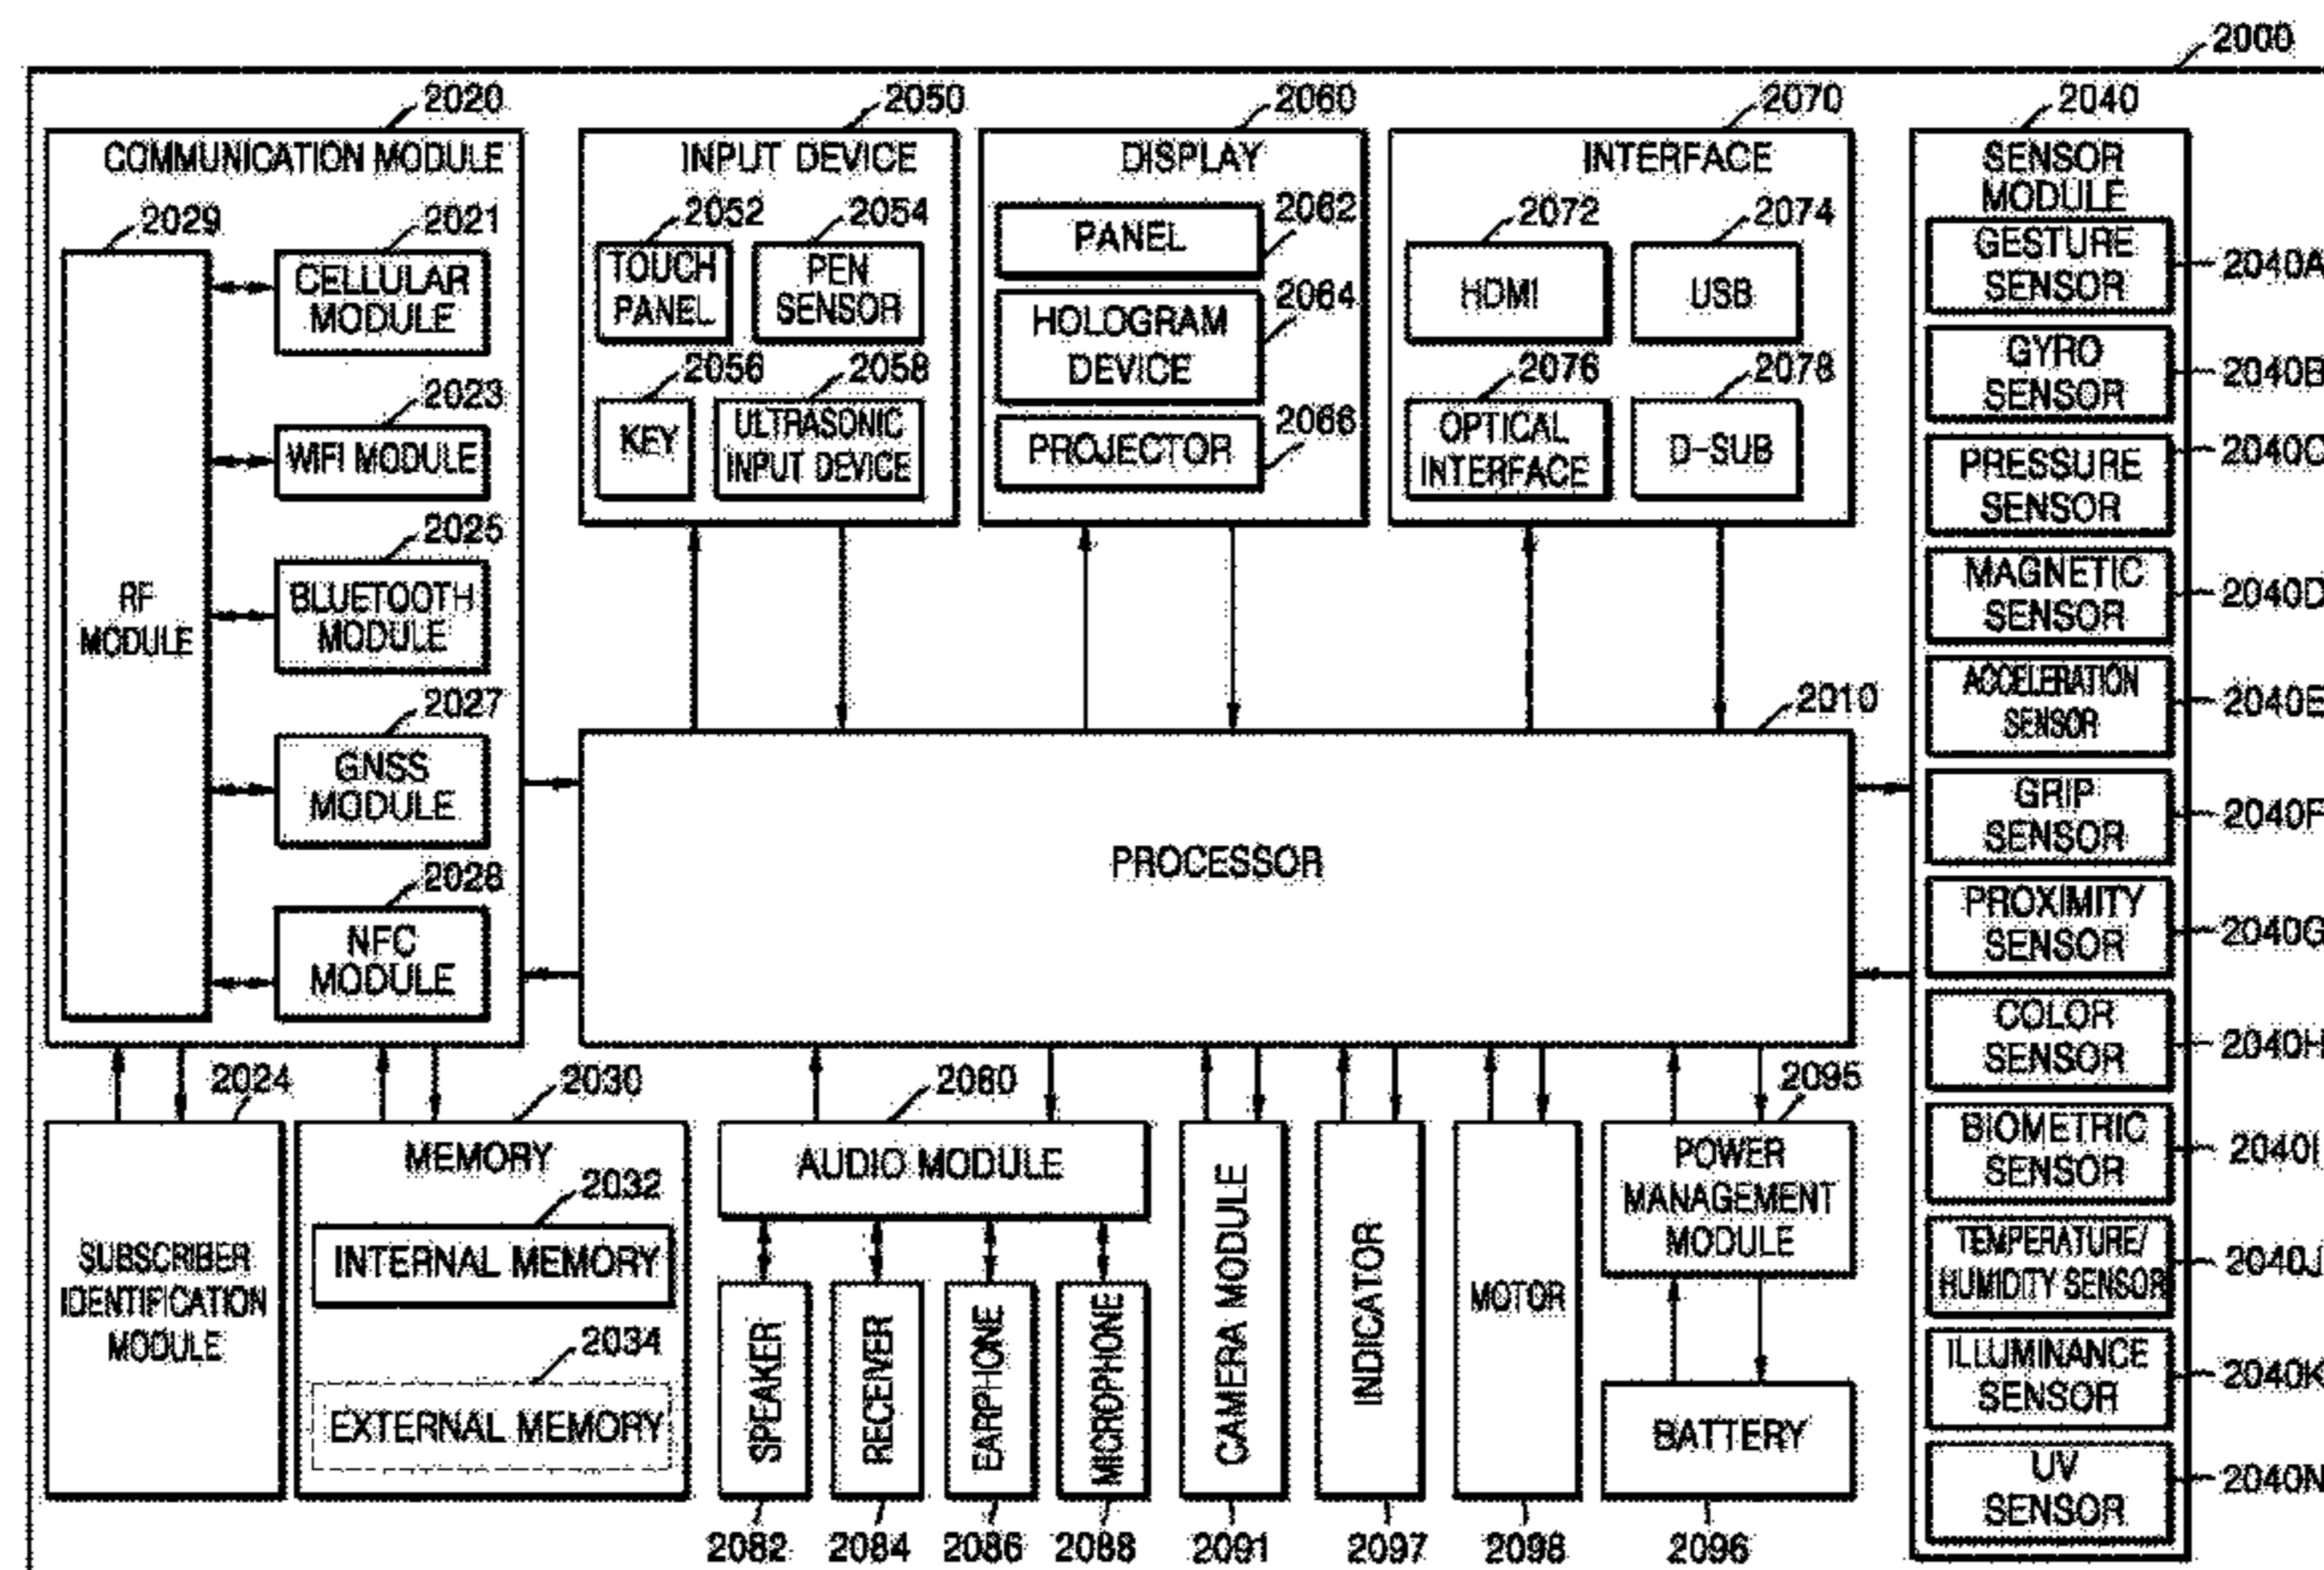 2000
2020
COMMUNICATION MODULE
2029
RF
MODULE
2021
CELLULAR
MODULE
2023
WIFI MODULE
2025
BLUETOOTH
MODULE
2027
GNSS
MODULE
2028
NFC
MODULE
2050
INPUT DEVICE
2052
TOUCH
PANEL
2054
PEN
SENSOR
2056
KEY
2058
ULTRASONIC
INPUT DEVICE
2060
DISPLAY
PANEL
2062
HOLOGRAM
DEVICE
2064
PROJECTOR
2066
2070
INTERFACE
2072
HDMI
2074
USB
2076
OPTICAL
INTERFACE
2078
D-SUB
2040
SENSOR
MODULE
GESTURE
SENSOR
2040A
GYRO
SENSOR
2040B
PRESSURE
SENSOR
2040C
MAGNETIC
SENSOR
2040D
ACCELERATION
SENSOR
2040E
GRIP
SENSOR
2040F
PROXIMITY
SENSOR
2040G
COLOR
SENSOR
2040H
BIOMETRIC
SENSOR
2040I
TEMPERATURE/
HUMIDITY SENSOR
2040J
ILLUMINANCE
SENSOR
2040K
UV
SENSOR
2040N
2010
PROCESSOR
2024
SUBSCRIBER
IDENTIFICATION
MODULE
2030
MEMORY
2032
INTERNAL MEMORY
2034
EXTERNAL MEMORY
2080
AUDIO MODULE
SPEAKER
2082
RECEIVER
2084
EARPHONE
2086
MICROPHONE
2088
CAMERA MODULE
2091
INDICATOR
2097
MOTOR
2098
2095
POWER
MANAGEMENT
MODULE
BATTERY
2096